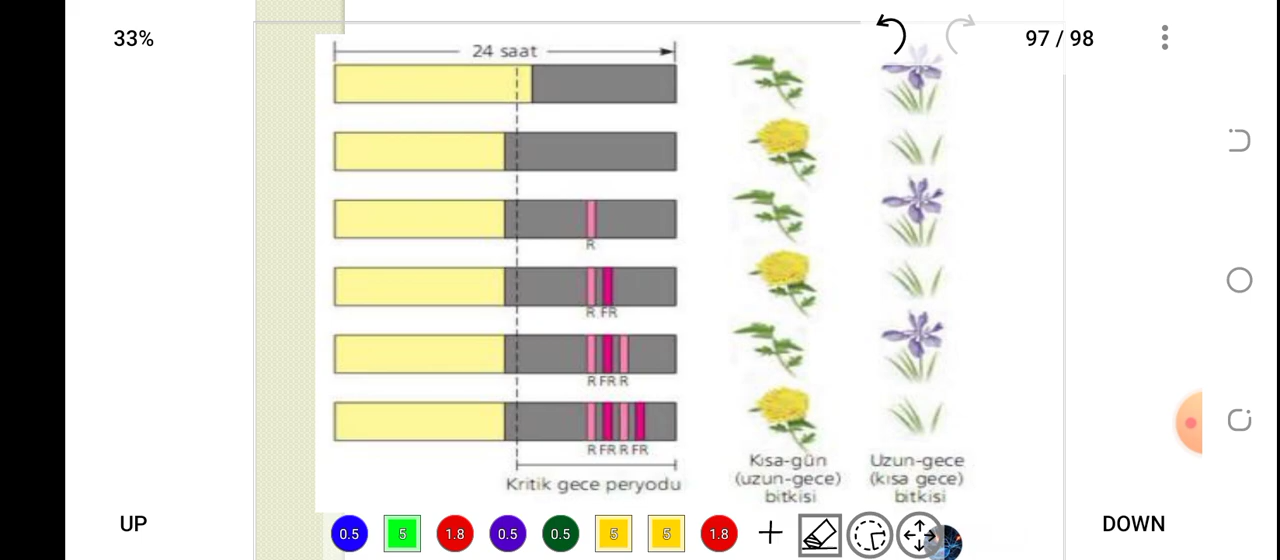 33%
97 / 98
24 saat
R
R FR
R FR R
R FR R FR
Kritik gece peryodu
Kısa-gün
(uzun-gece)
bitkisi
Uzun-gece
(kısa gece)
bitkisi
UP
0.5
5
1.8
0.5
0.5
5
5
1.8
DOWN